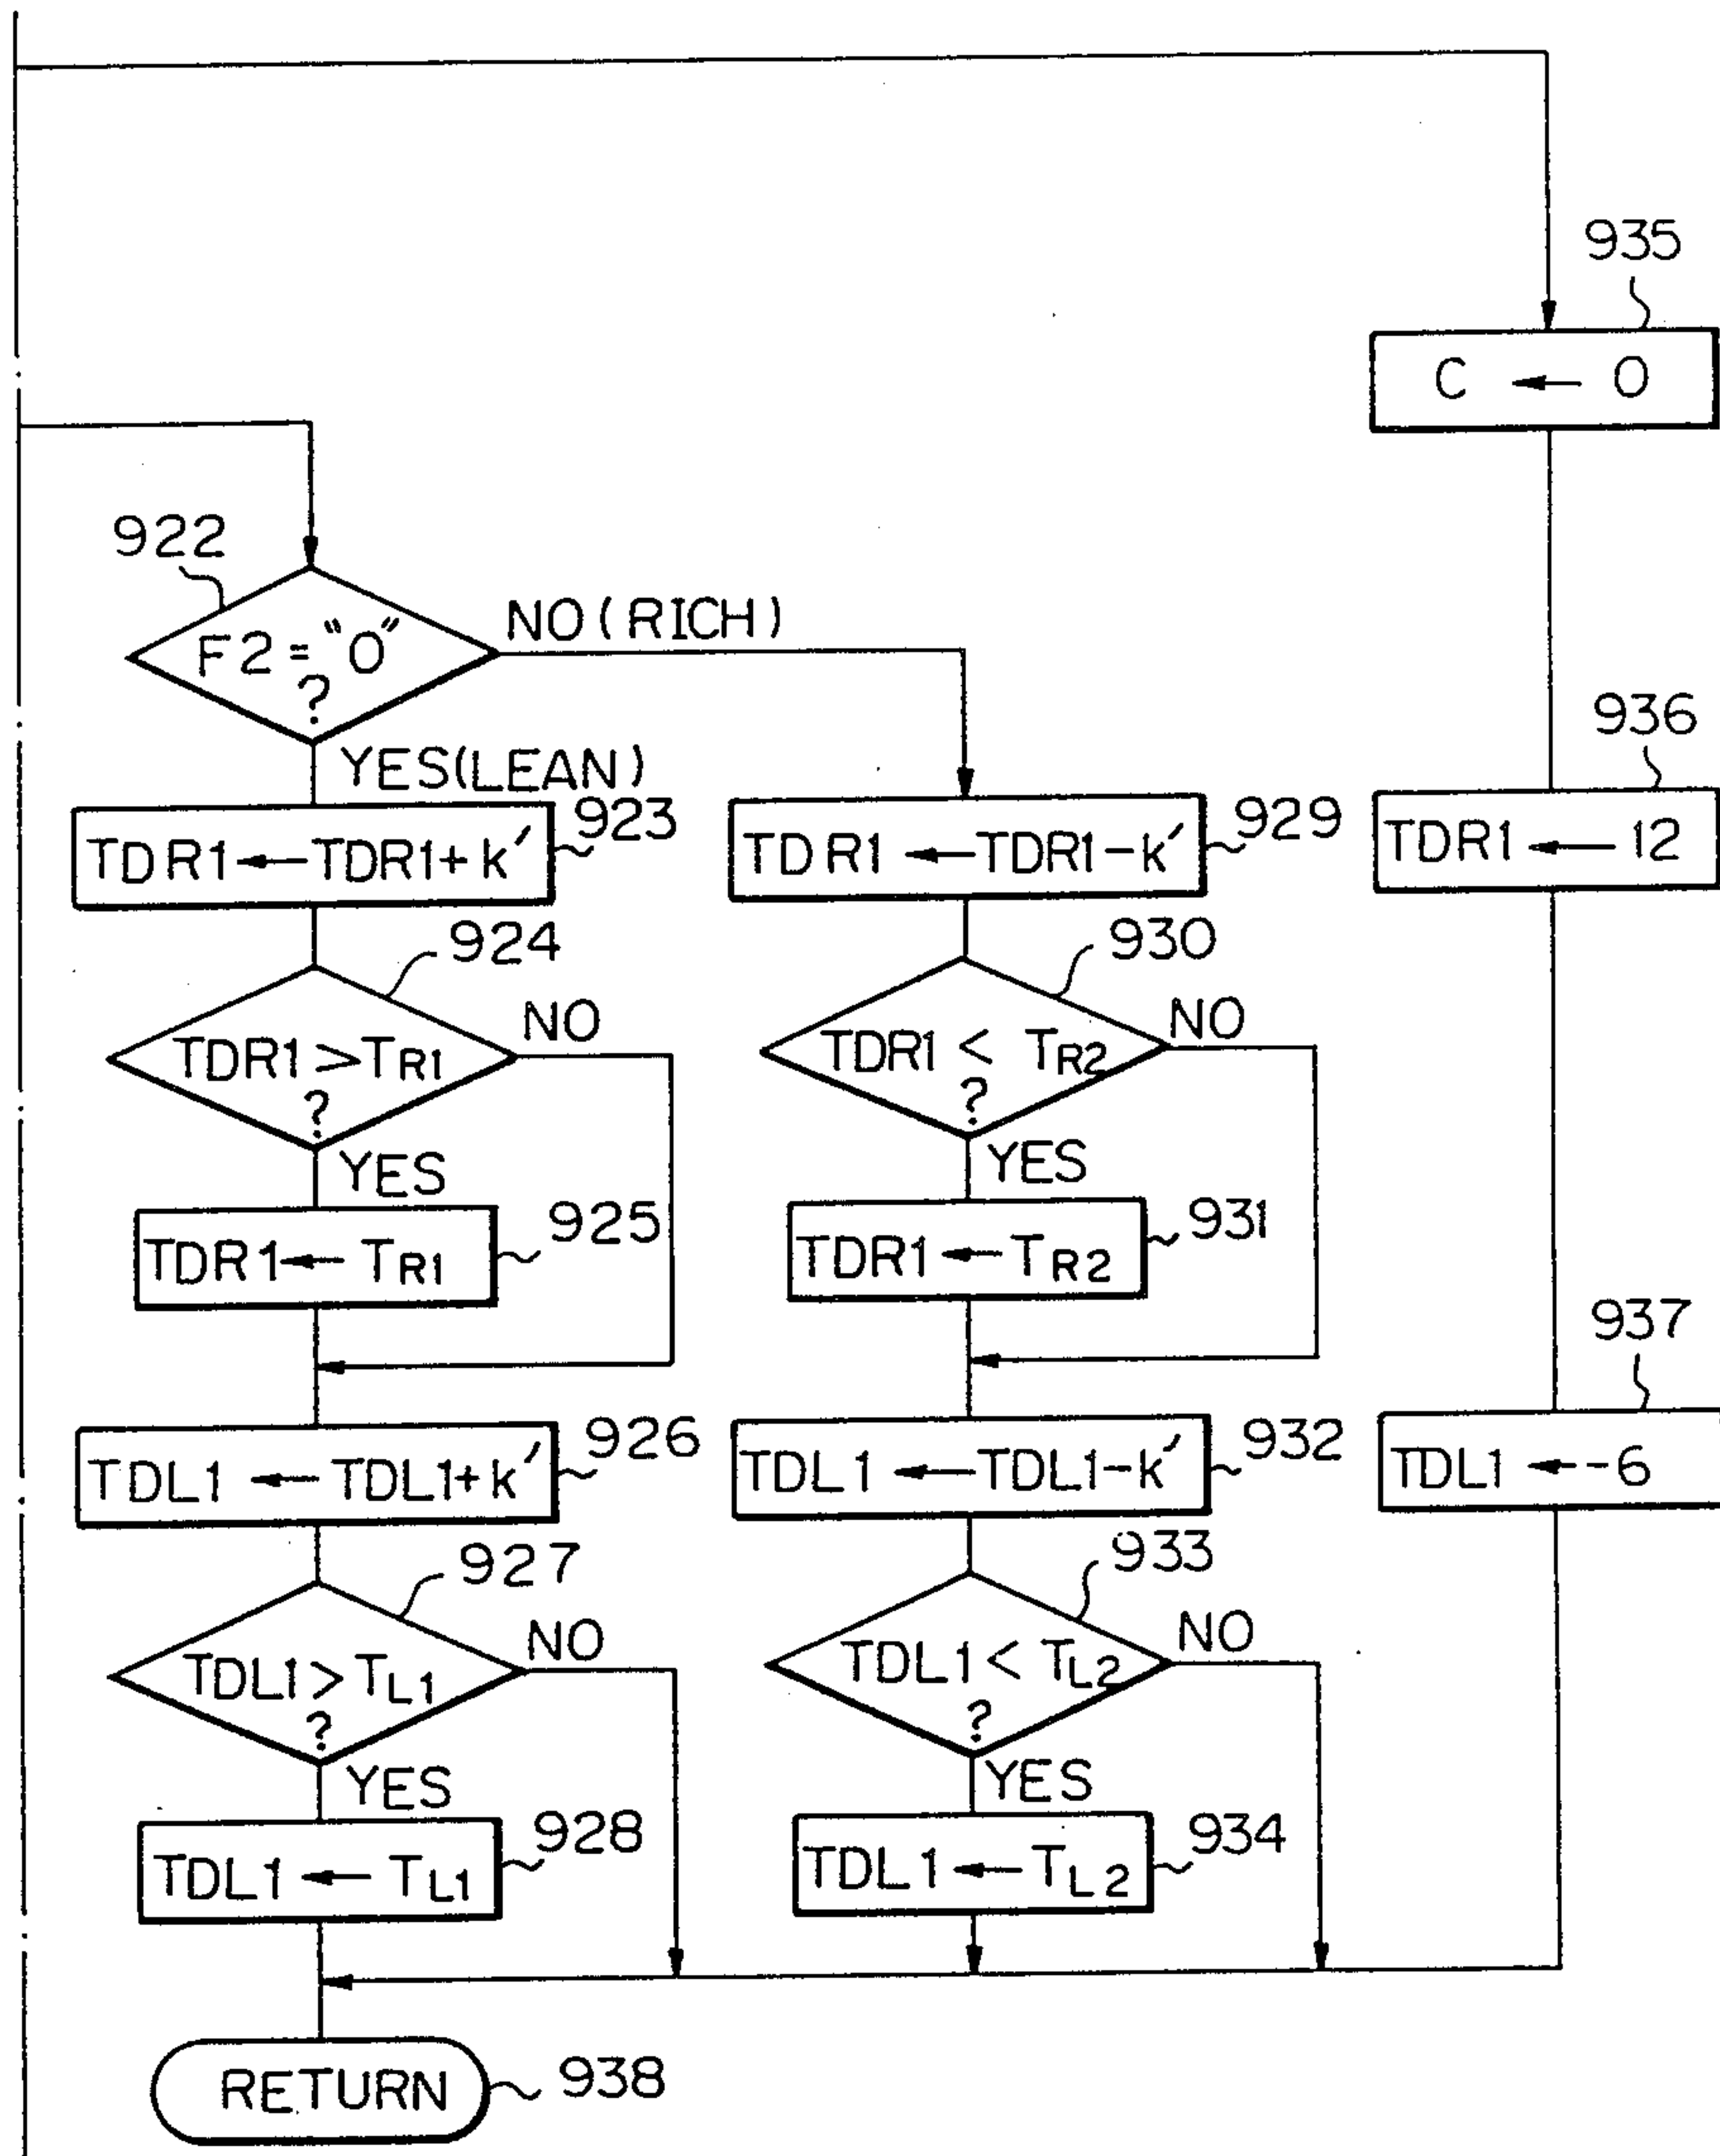 935
C ← 0
922
F2 = "0"
?
NO (RICH)
YES(LEAN)
936
TDR1 ← 12
923
TDR1 ← TDR1+k′
929
TDR1 ← TDR1−k′
924
TDR1 > TR1
?
NO
YES
930
TDR1 < TR2
?
NO
YES
925
TDR1 ← TR1
931
TDR1 ← TR2
937
TDL1 ← -6
926
TDL1 ← TDL1+k′
932
TDL1 ← TDL1−k′
927
TDL1 > TL1
?
NO
YES
933
TDL1 < TL2
?
NO
YES
928
TDL1 ← TL1
934
TDL1 ← TL2
RETURN
938